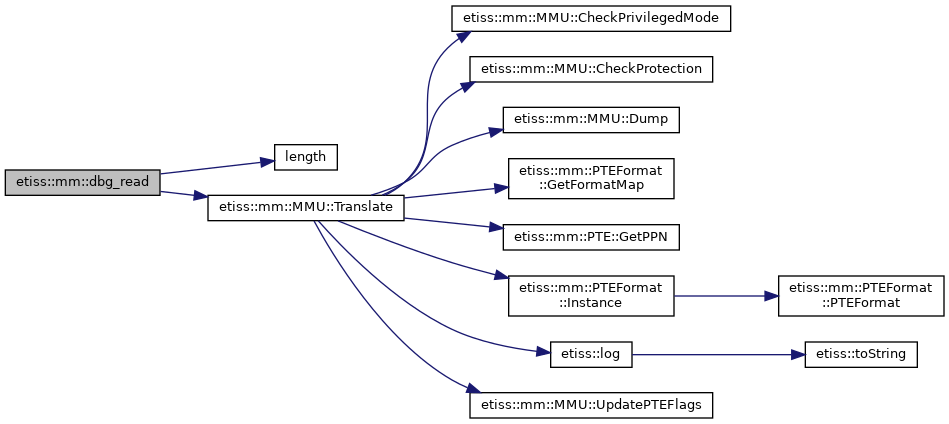 etiss::mm::MMU::CheckPrivilegedMode
etiss::mm::MMU::CheckProtection
etiss::mm::MMU::Dump
length
etiss::mm::PTEFormat
::GetFormatMap
etiss::mm::dbg_read
etiss::mm::MMU::Translate
etiss::mm::PTE::GetPPN
etiss::mm::PTEFormat
::Instance
etiss::mm::PTEFormat
::PTEFormat
etiss::log
etiss::toString
etiss::mm::MMU::UpdatePTEFlags